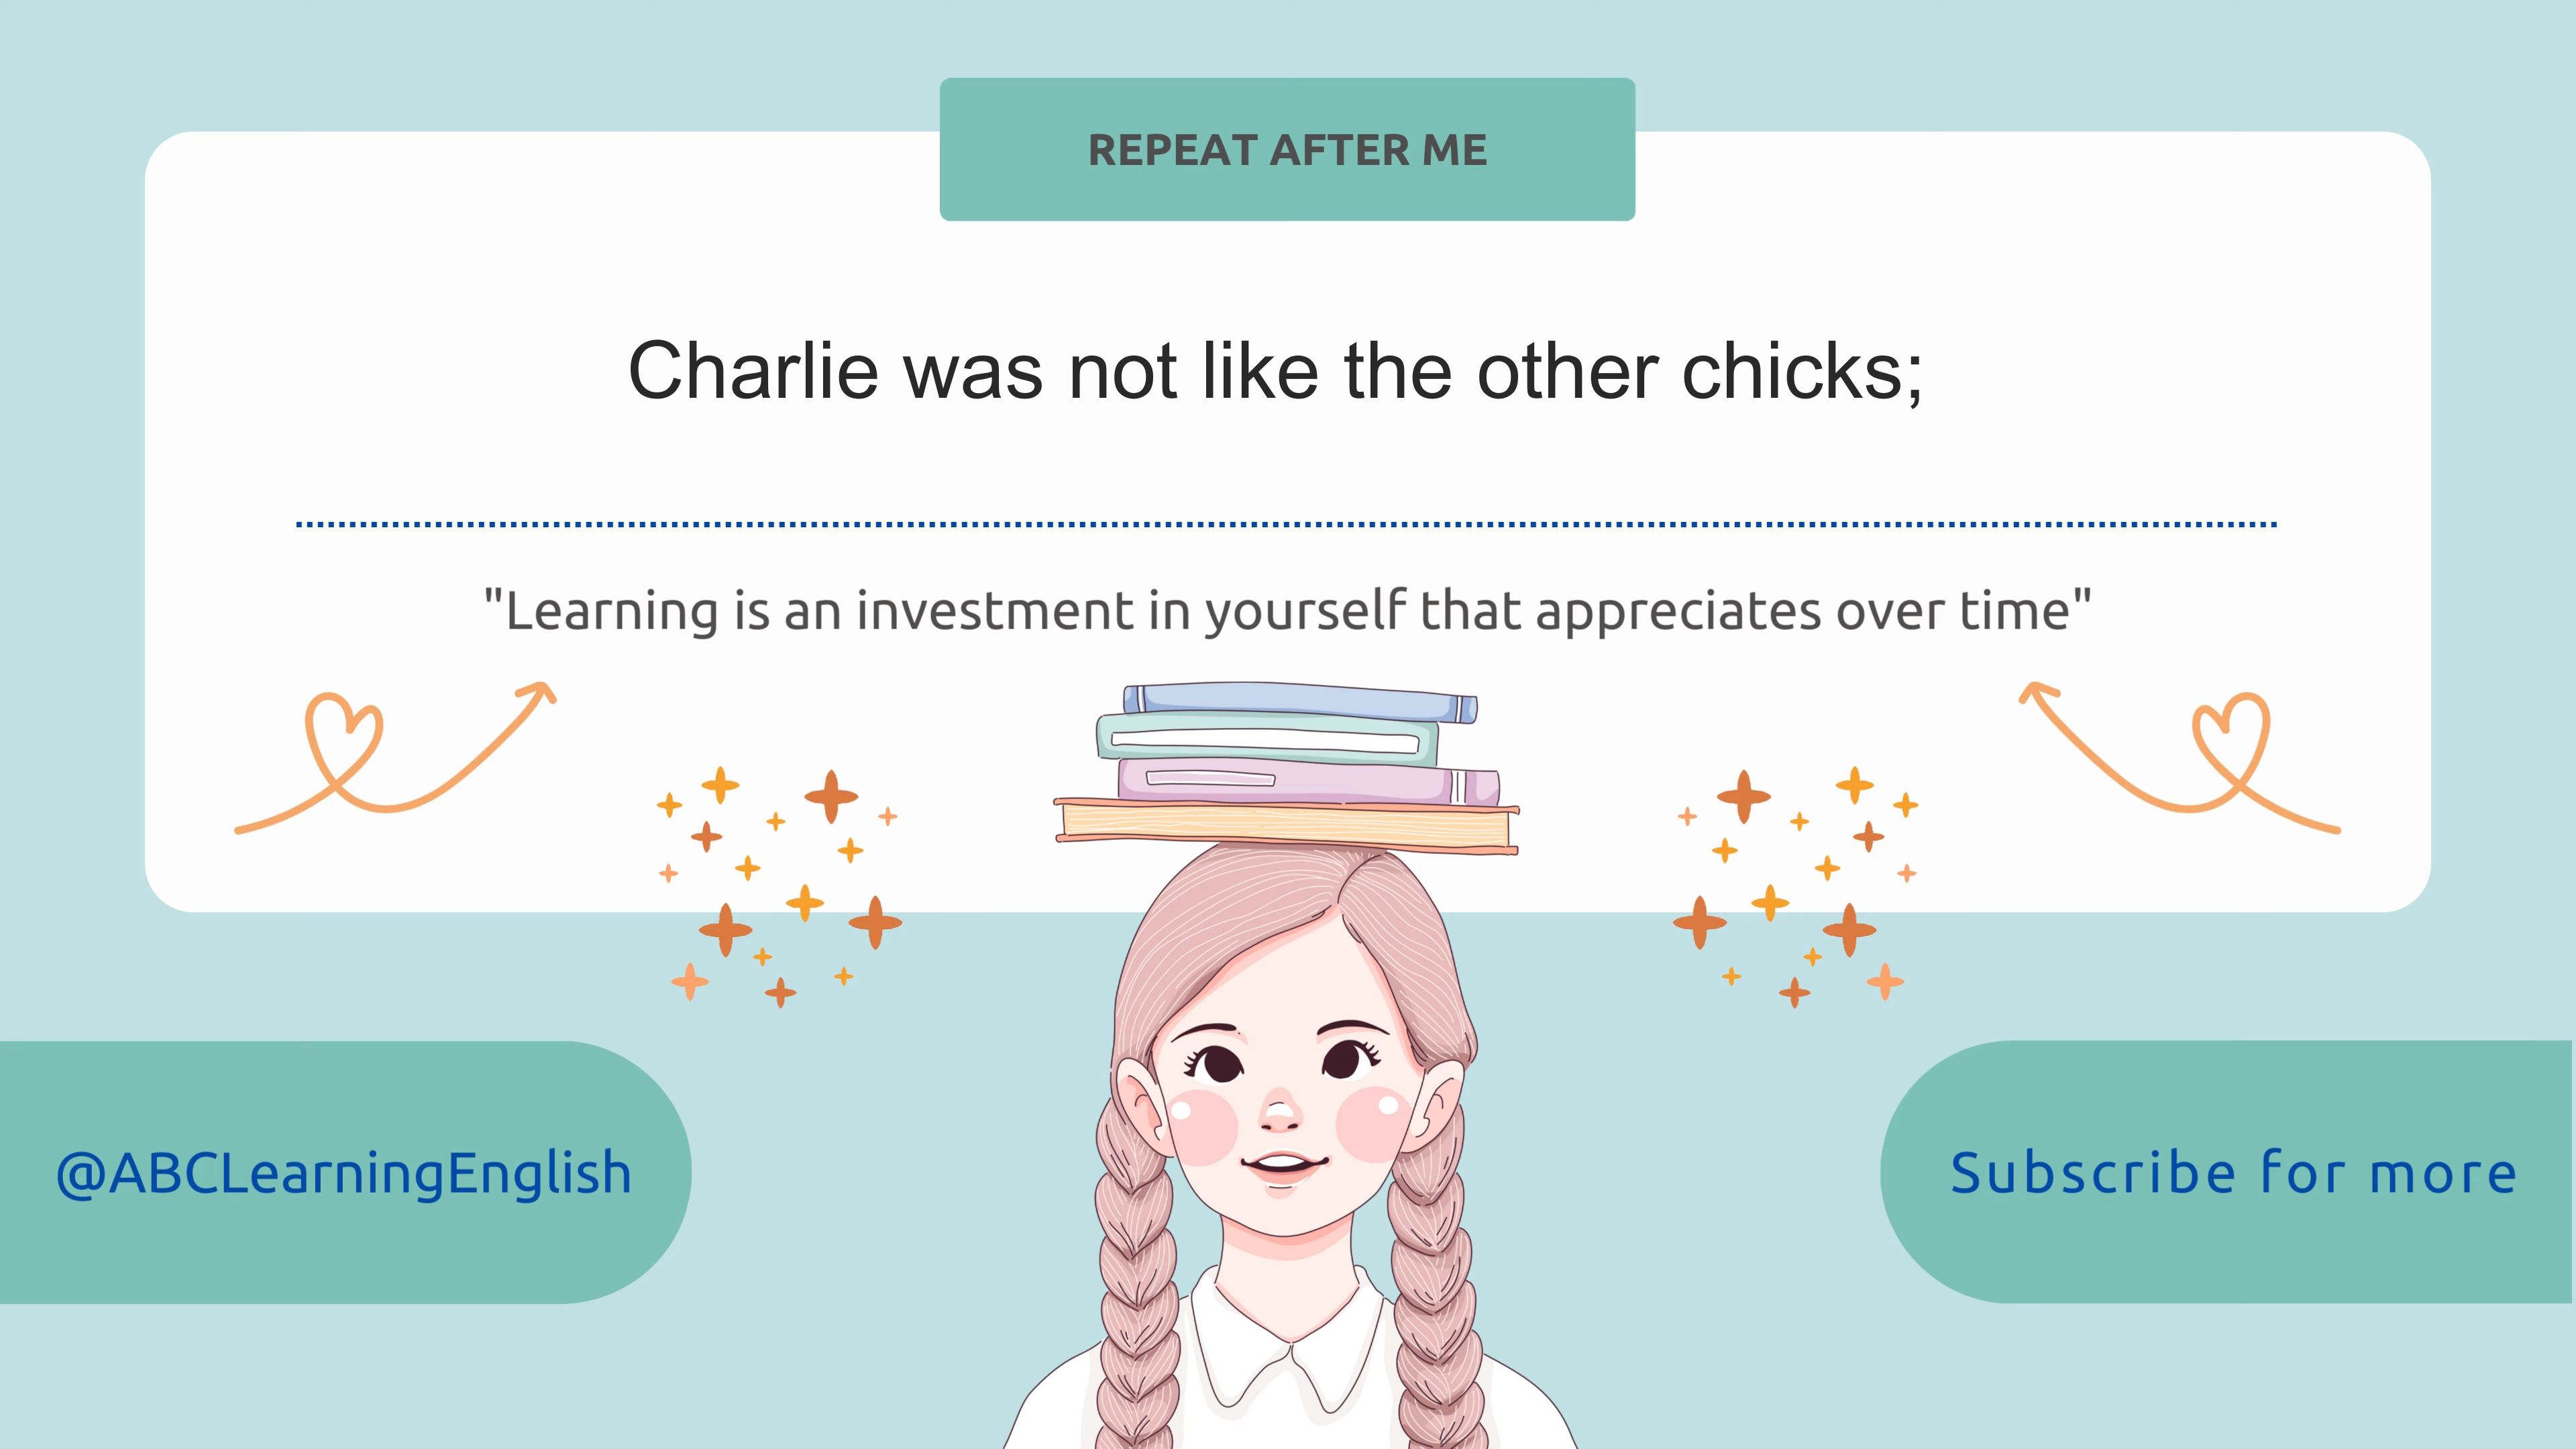 REPEAT AFTER ME
Charlie was not like the other chicks;
"Learning is an investment in yourself that appreciates over time"
@ABCLearningEnglish
Subscribe for more